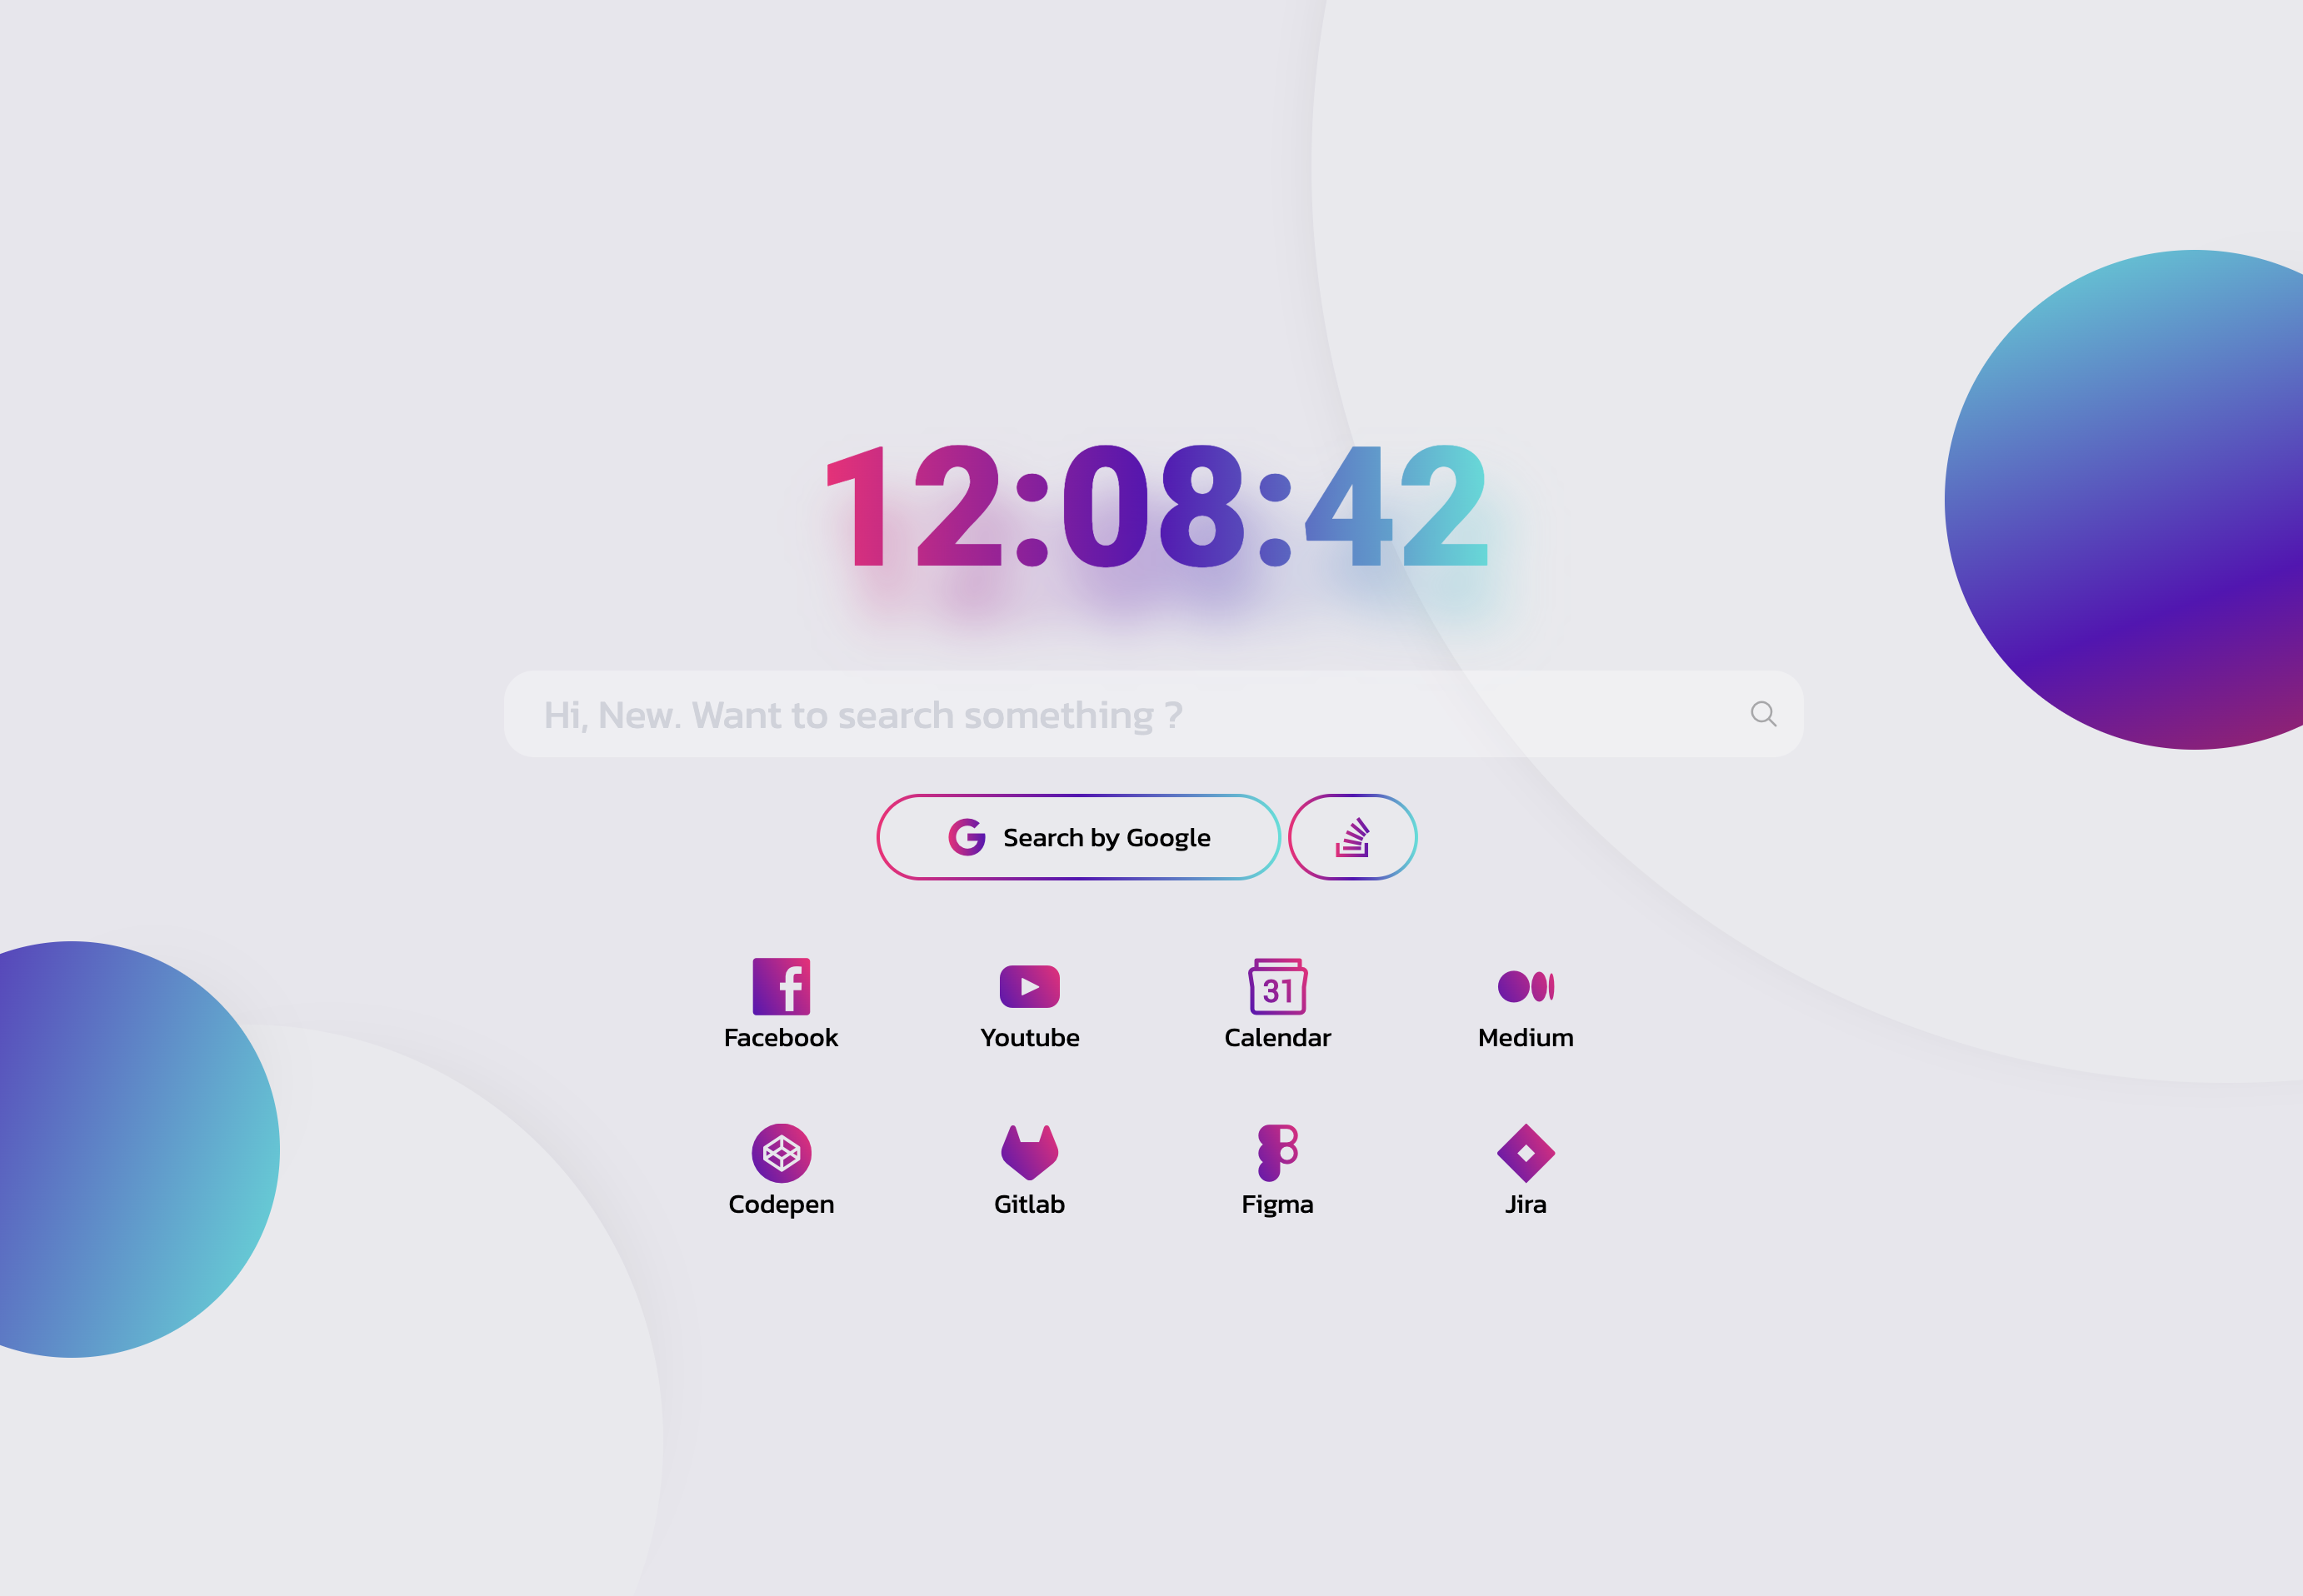 12:08:42
Hi, New. Want to search something ?
Search by Google
31
Facebook
Youtube
Calendar
Medium
Codepen
Gitlab
Figma
Jira